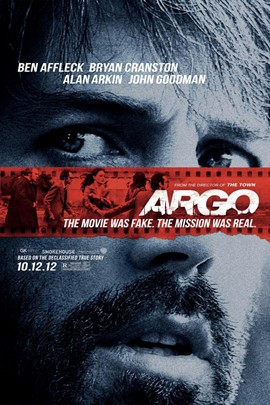 BEN AFFLECK BRYAN CRANSTON
ALAN ARKIN JOHN GOODMAN
FROM THE DIRECTOR OF THE TOWN
ARGO
THE MOVIE WAS FAKE. THE MISSION WAS REAL.
SMOKEHOUSE
BASED ON THE DECLASSIFIED TRUE STORY
10.12.12
R